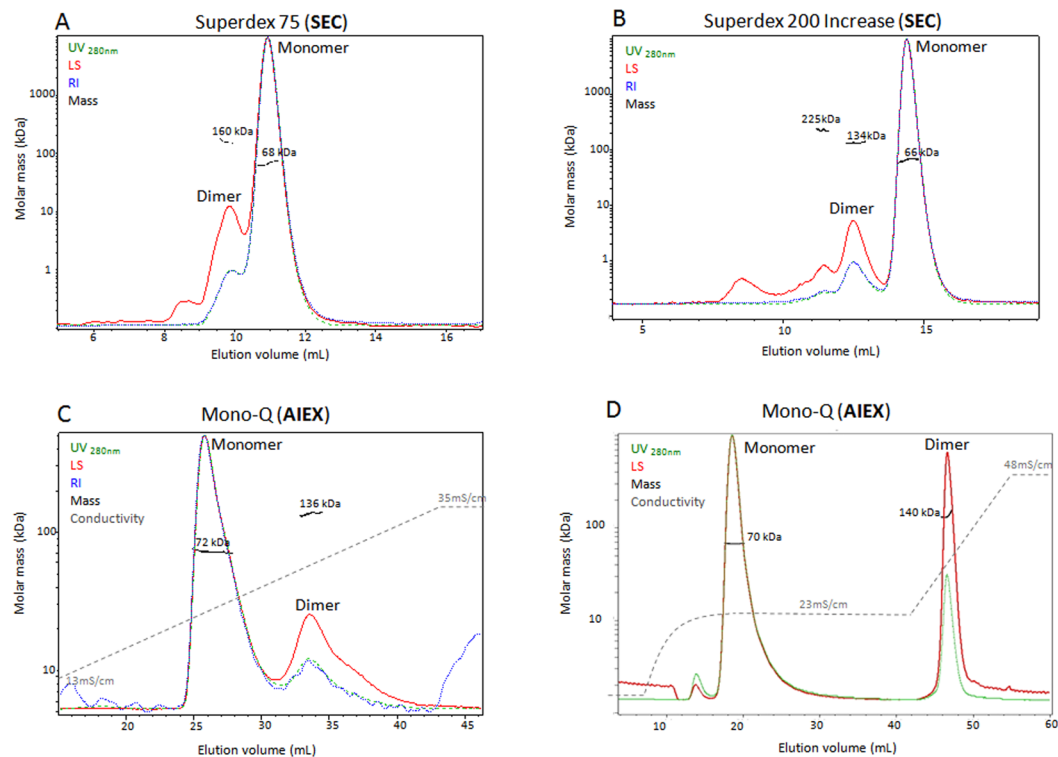 A
Superdex 75 (SEC)
UV 280nm
LS
RI
Mass
Monomer
160 kDa
68 kDa
Dimer
Molar mass (kDa)
1000
100
10
1
6
8
10
12
14
16
Elution volume (mL)
B
Superdex 200 Increase (SEC)
UV 280nm
LS
RI
Mass
Monomer
225kDa
134kDa
66 kDa
Dimer
Molar mass (kDa)
1000
100
10
1
5
10
15
Elution volume (mL)
C
Mono-Q (AIEX)
UV 280nm
LS
RI
Mass
Conductivity
Monomer
35mS/cm
136 kDa
72 kDa
Dimer
13mS/cm
Molar mass (kDa)
100
10
20
25
30
35
40
45
Elution volume (mL)
D
Mono-Q (AIEX)
UV 280nm
LS
Mass
Conductivity
Monomer
Dimer
48mS/cm
140 kDa
70 kDa
23mS/cm
Molar mass (kDa)
100
10
10
20
30
40
50
60
Elution volume (mL)